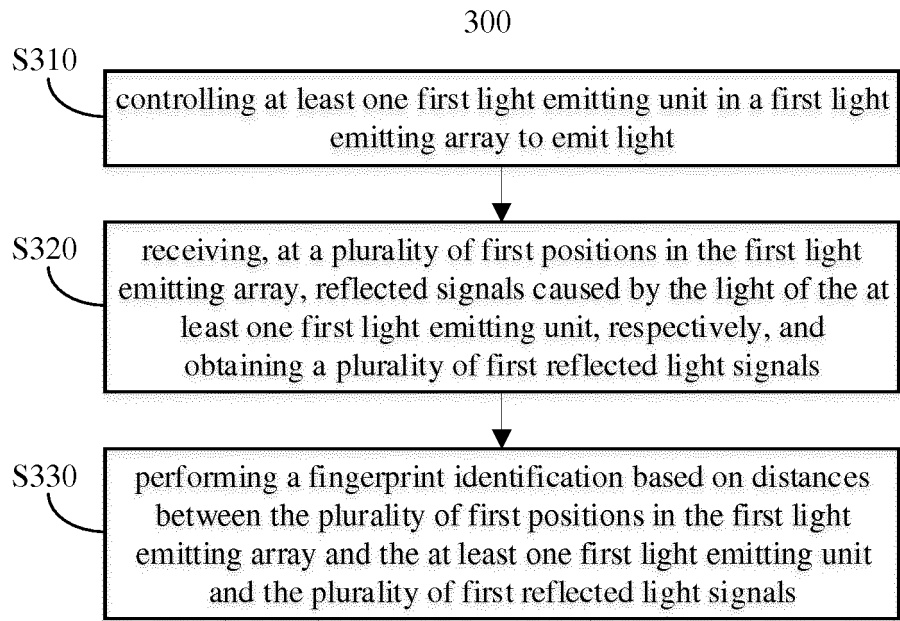 300
S310
controlling at least one first light emitting unit in a first light
emitting array to emit light
S320
receiving, at a plurality of first positions in the first light
emitting array, reflected signals caused by the light of the at
least one first light emitting unit, respectively, and
obtaining a plurality of first reflected light signals
S330
performing a fingerprint identification based on distances
between the plurality of first positions in the first light
emitting array and the at least one first light emitting unit
and the plurality of first reflected light signals